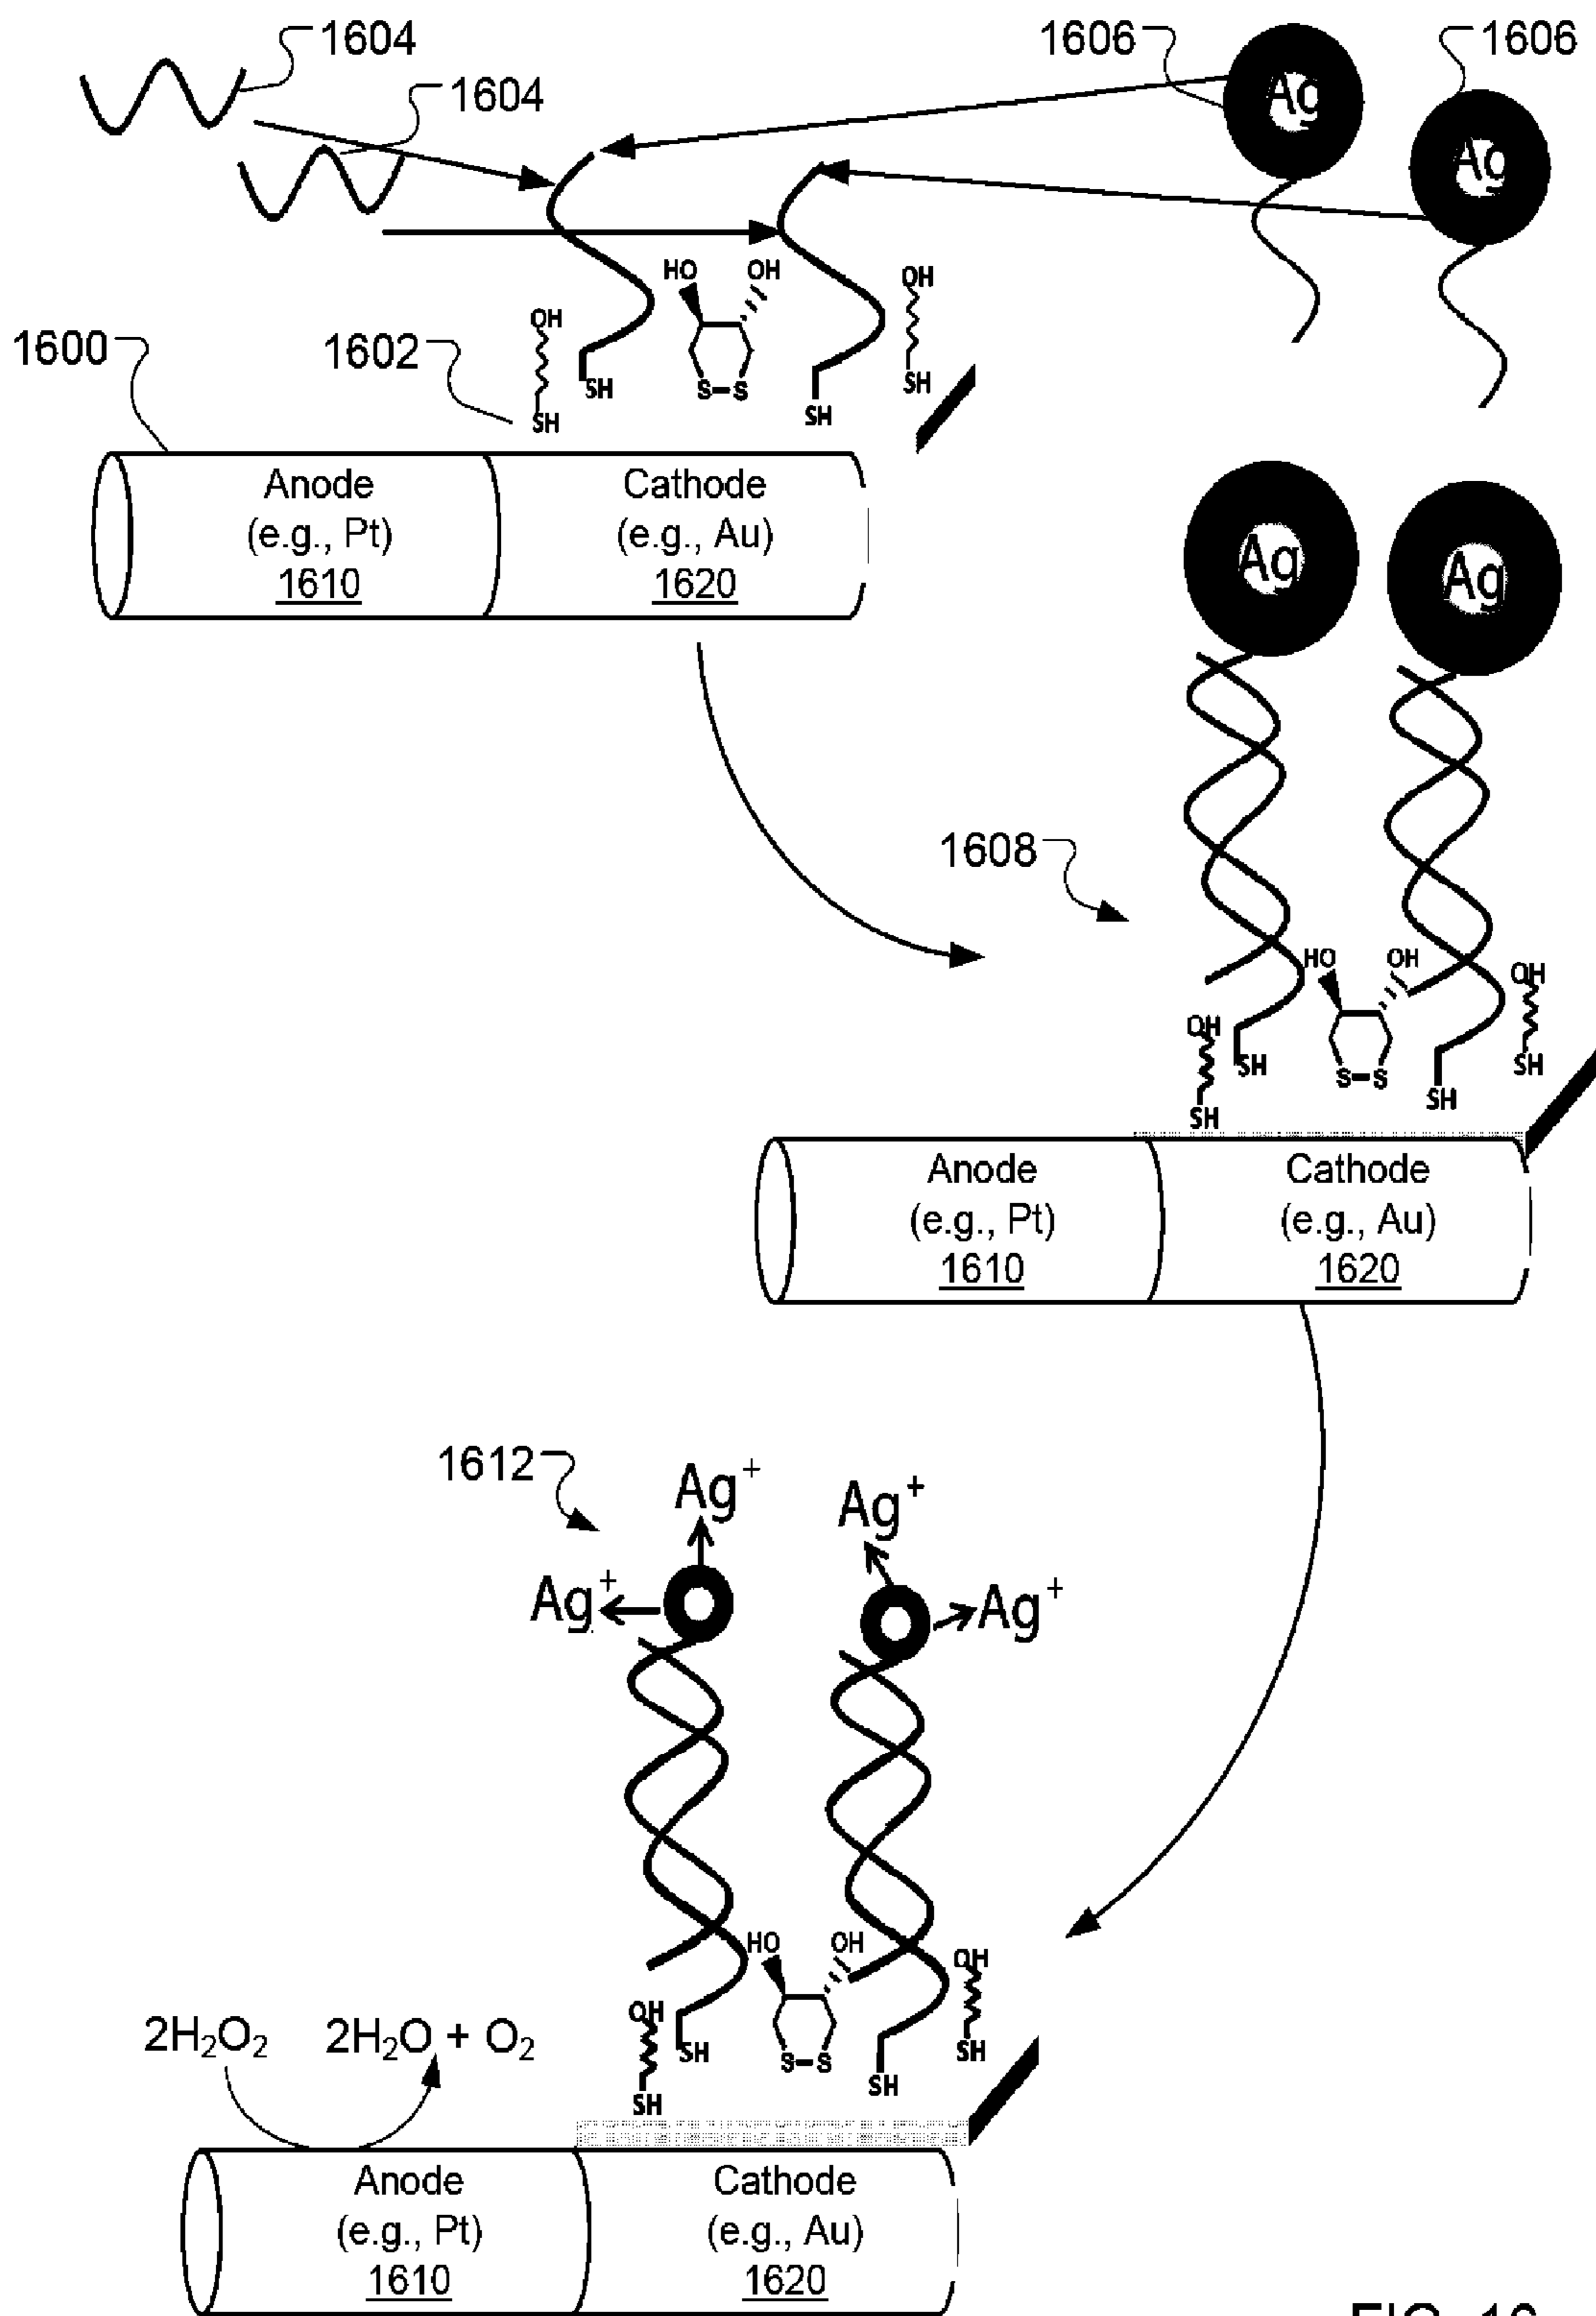 1604
1604
1606
1606
Ag
Ag
HO
OH
OH
OH
1600
1602
SH
S-S
SH
SH
SH
Anode
(e.g., Pt)
1610
Cathode
(e.g., Au)
1620
Ag
Ag
1608
HO
OH
OH
OH
SH
S-S
SH
SH
SH
Anode
(e.g., Pt)
1610
Cathode
(e.g., Au)
1620
1612
Ag+
Ag+
Ag+
Ag+
HO
OH
OH
OH
2H₂O₂
2H₂O + O₂
SH
S-S
SH
SH
SH
Anode
(e.g., Pt)
1610
Cathode
(e.g., Au)
1620